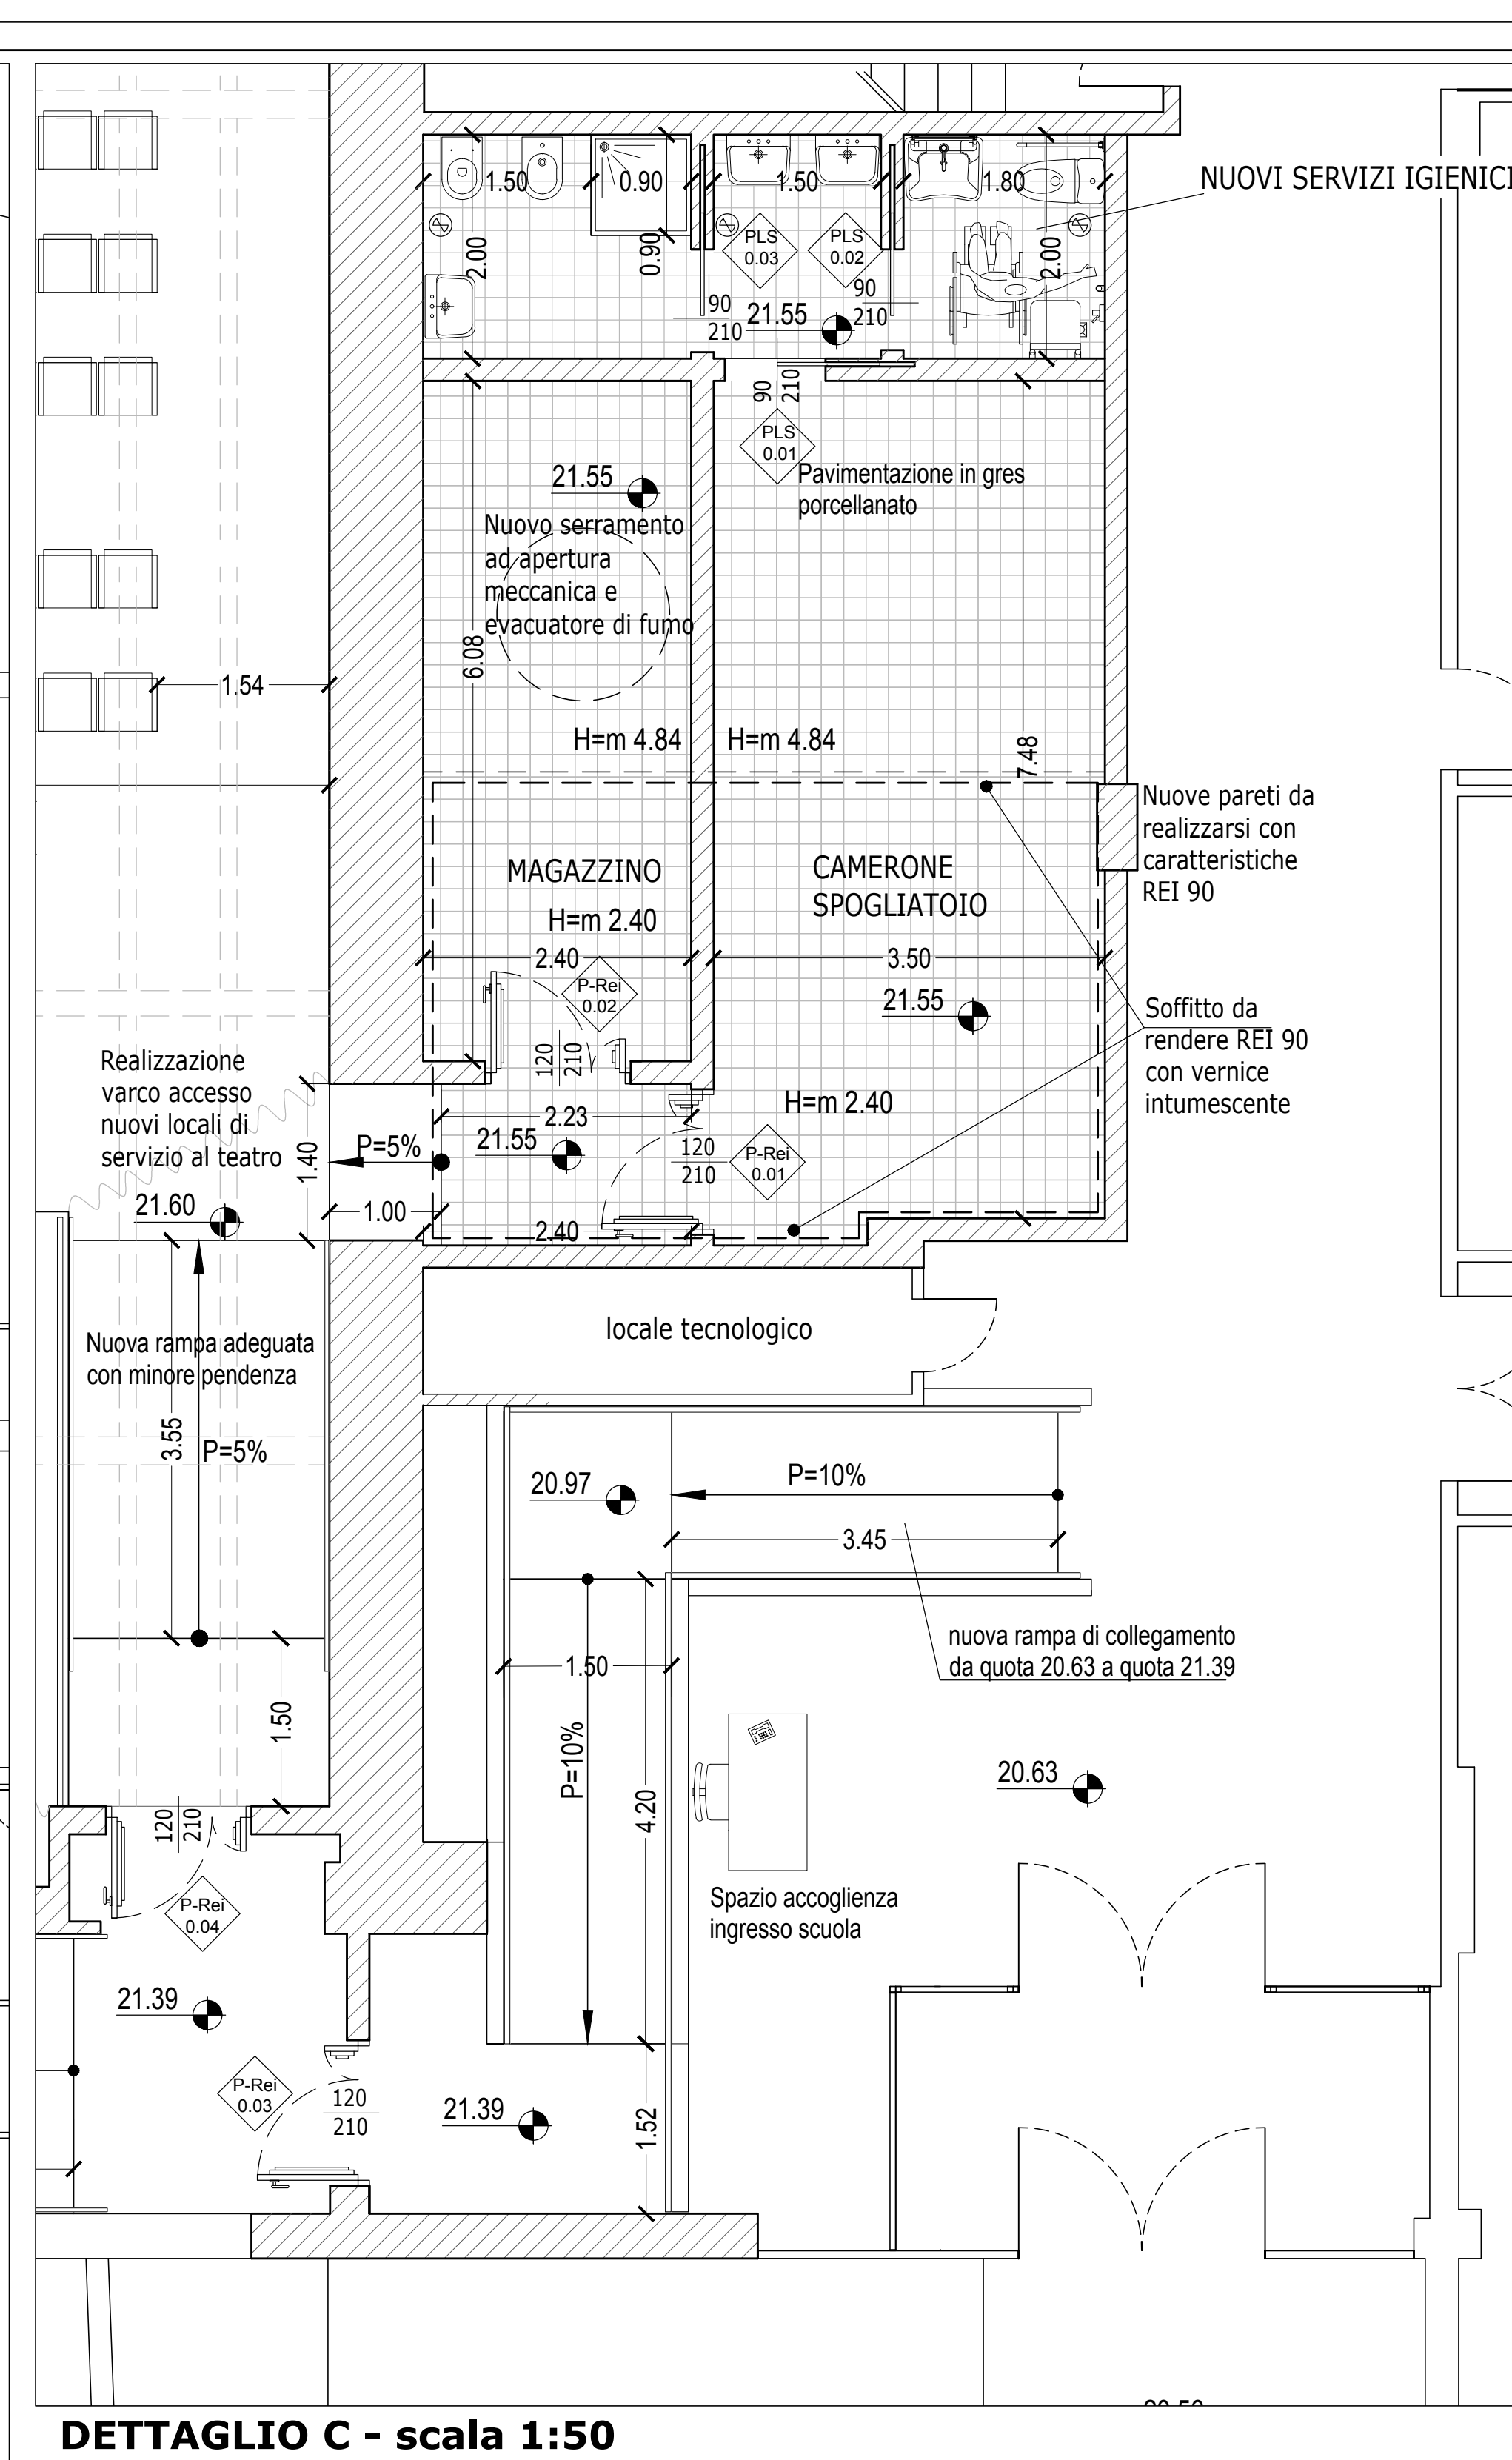 NUOVI SERVIZI IGIENICI
1.50
0.90
1.50
1.80
2.00
0.90
PLS
0.03
PLS
0.02
2.00
90
210
21.55
90
210
90
210
PLS
0.01
Pavimentazione in gres
porcellanato
21.55
Nuovo serramento
ad apertura
meccanica e
evacuatore di fumo
6.08
1.54
H=m 4.84
H=m 4.84
7.48
Nuove pareti da
realizzarsi con
caratteristiche
REI 90
MAGAZZINO
H=m 2.40
CAMERONE
SPOGLIATOIO
2.40
3.50
P-Rei
0.02
21.55
Soffitto da
rendere REI 90
con vernice
intumescente
120
210
Realizzazione
varco accesso
nuovi locali di
servizio al teatro
H=m 2.40
2.23
1.40
P=5%
21.55
120
210
P-Rei
0.01
21.60
1.00
2.40
Nuova rampa adeguata
con minore pendenza
locale tecnologico
3.55
P=5%
20.97
P=10%
3.45
nuova rampa di collegamento
da quota 20.63 a quota 21.39
1.50
1.50
P=10%
4.20
20.63
120
210
Spazio accoglienza
ingresso scuola
P-Rei
0.04
21.39
P-Rei
0.03
120
210
21.39
1.52
DETTAGLIO C - scala 1:50